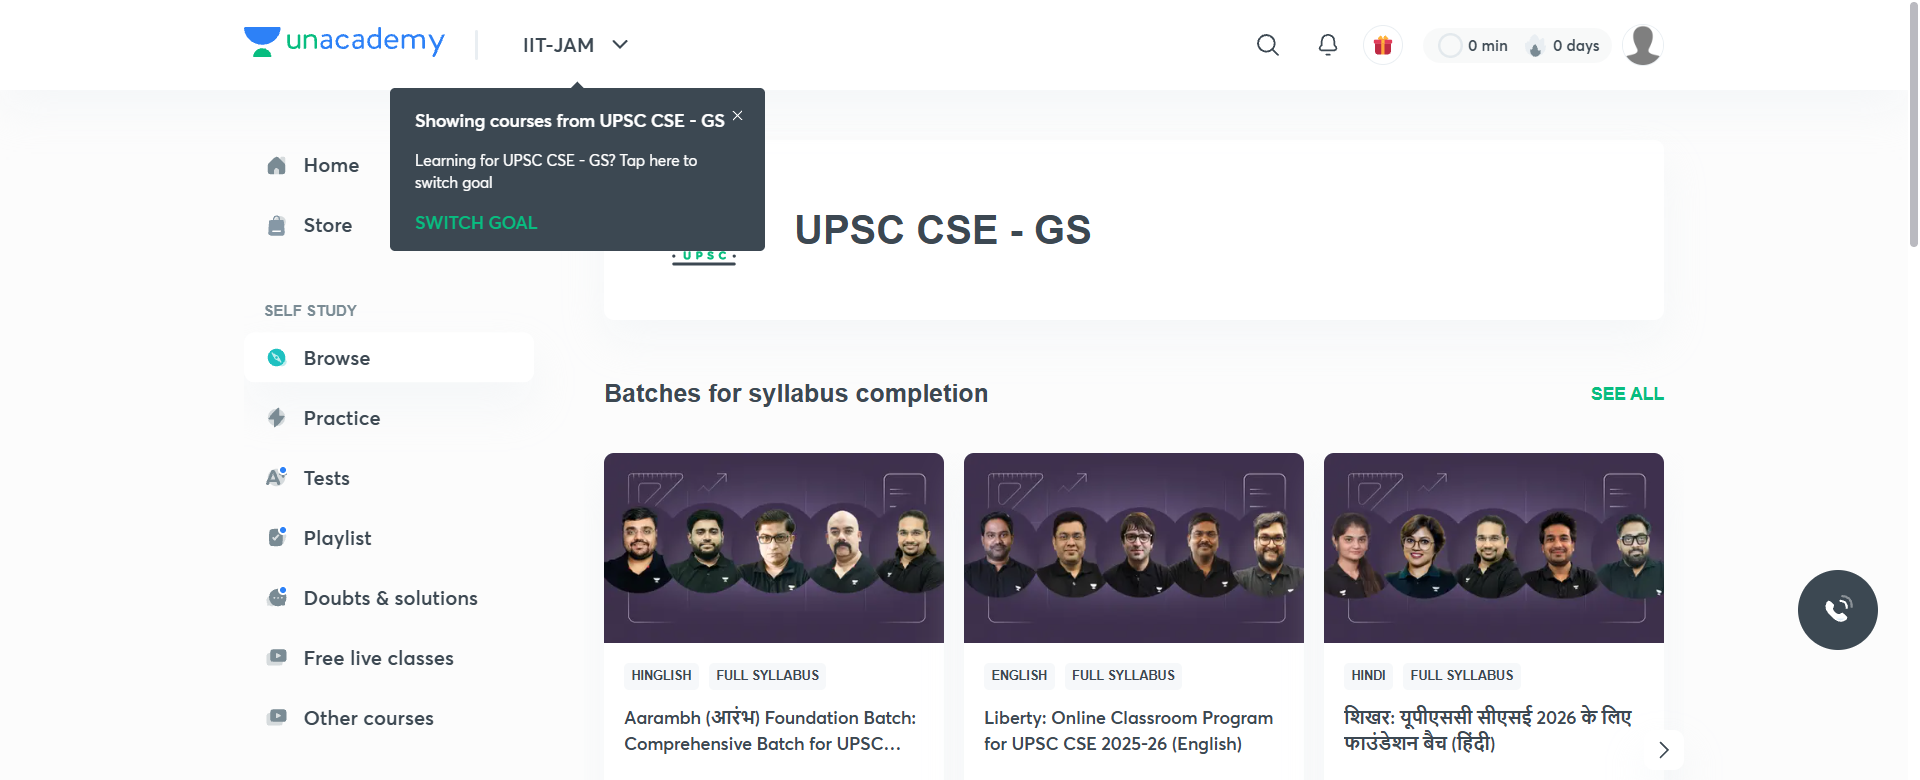 unacademy
IIT-JAM
0 min
0 days
Showing courses from UPSC CSE - GS
Learning for UPSC CSE - GS? Tap here to
switch goal
SWITCH GOAL
Home
Store
SELF STUDY
Browse
Practice
Tests
Playlist
Doubts & solutions
Free live classes
Other courses
UPSC
UPSC CSE - GS
Batches for syllabus completion
SEE ALL
HINGLISH FULL SYLLABUS
Aarambh (आरंभ) Foundation Batch:
Comprehensive Batch for UPSC...
ENGLISH FULL SYLLABUS
Liberty: Online Classroom Program
for UPSC CSE 2025-26 (English)
HINDI FULL SYLLABUS
शिखर: यूपीएससी सीएसई 2026 के लिए
फाउंडेशन बैच (हिंदी)